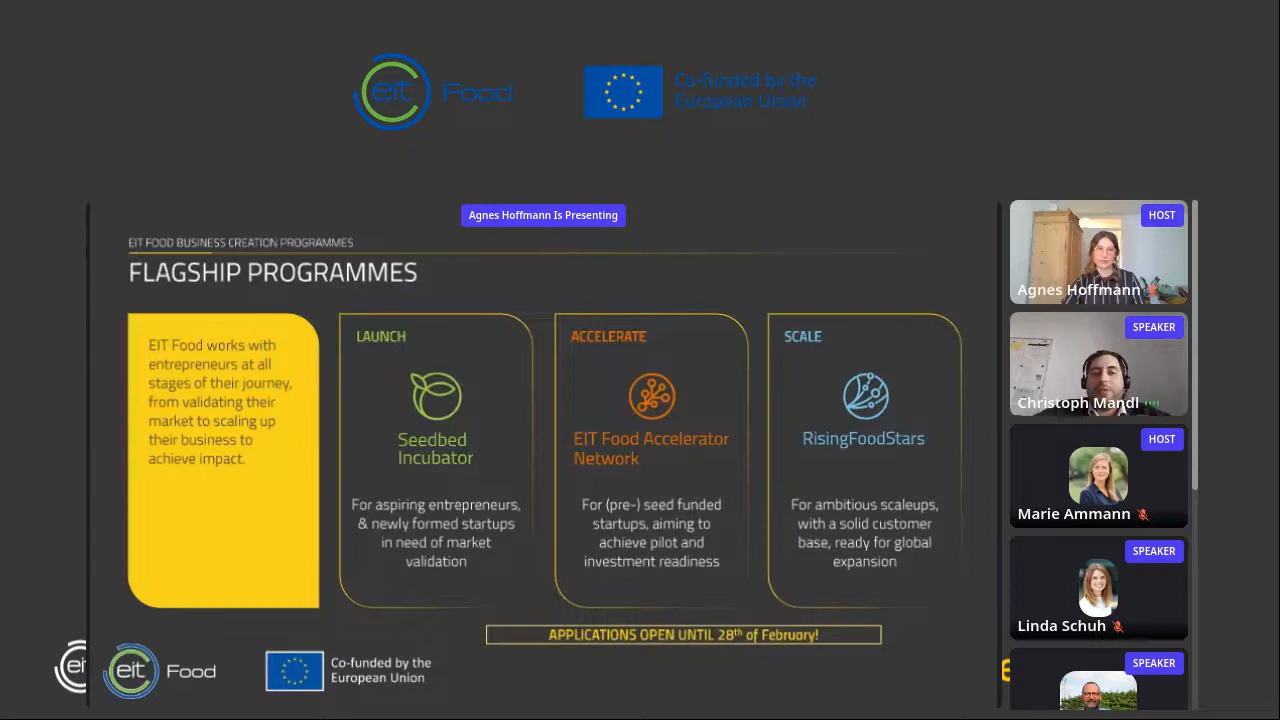 eit Food
Co-funded by the
European Union
Agnes Hoffmann Is Presenting
EIT FOOD BUSINESS CREATION PROGRAMMES
FLAGSHIP PROGRAMMES
EIT Food works with
entrepreneurs at all
stages of their journey,
from validating their
market to scaling up
their business to
achieve impact.
LAUNCH
Seedbed
Incubator
For aspiring entrepreneurs,
& newly formed startups
in need of market
validation
ACCELERATE
EIT Food Accelerator
Network
For (pre-) seed funded
startups, aiming to
achieve pilot and
investment readiness
SCALE
RisingFoodStars
For ambitious scaleups,
with a solid customer
base, ready for global
expansion
APPLICATIONS OPEN UNTIL 28th of February!
ei
eit Food
Co-funded by the
European Union
HOST
Agnes Hoffmann
SPEAKER
Christoph Mandl
HOST
Marie Ammann
SPEAKER
Linda Schuh
SPEAKER